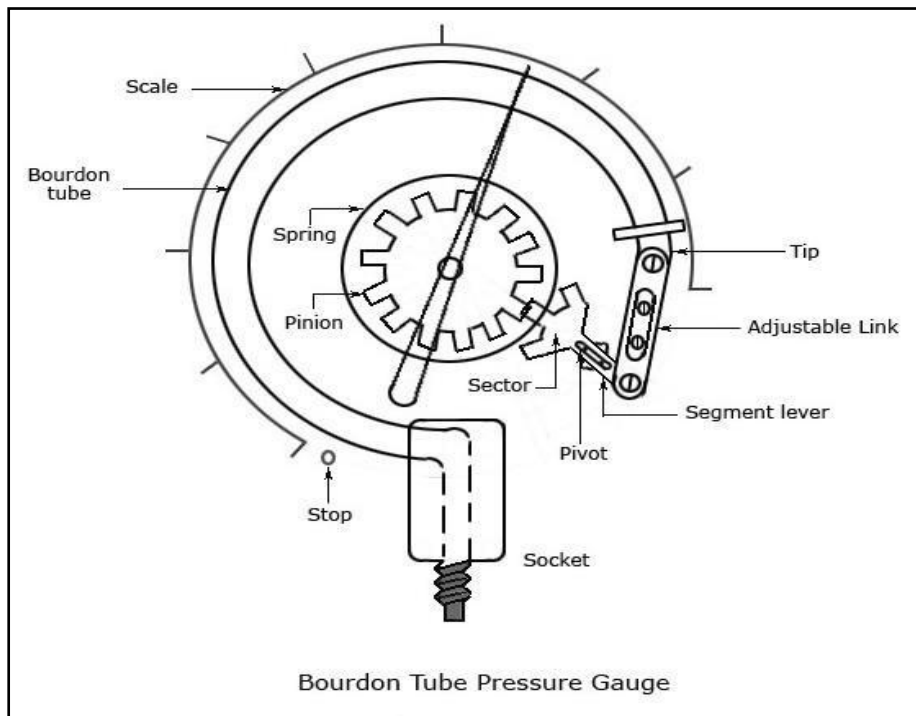 Scale
Bourdon
tube
Spring
Tip
Pinion
Adjustable Link
Sector
Segment lever
Pivot
Stop
Socket
Bourdon Tube Pressure Gauge